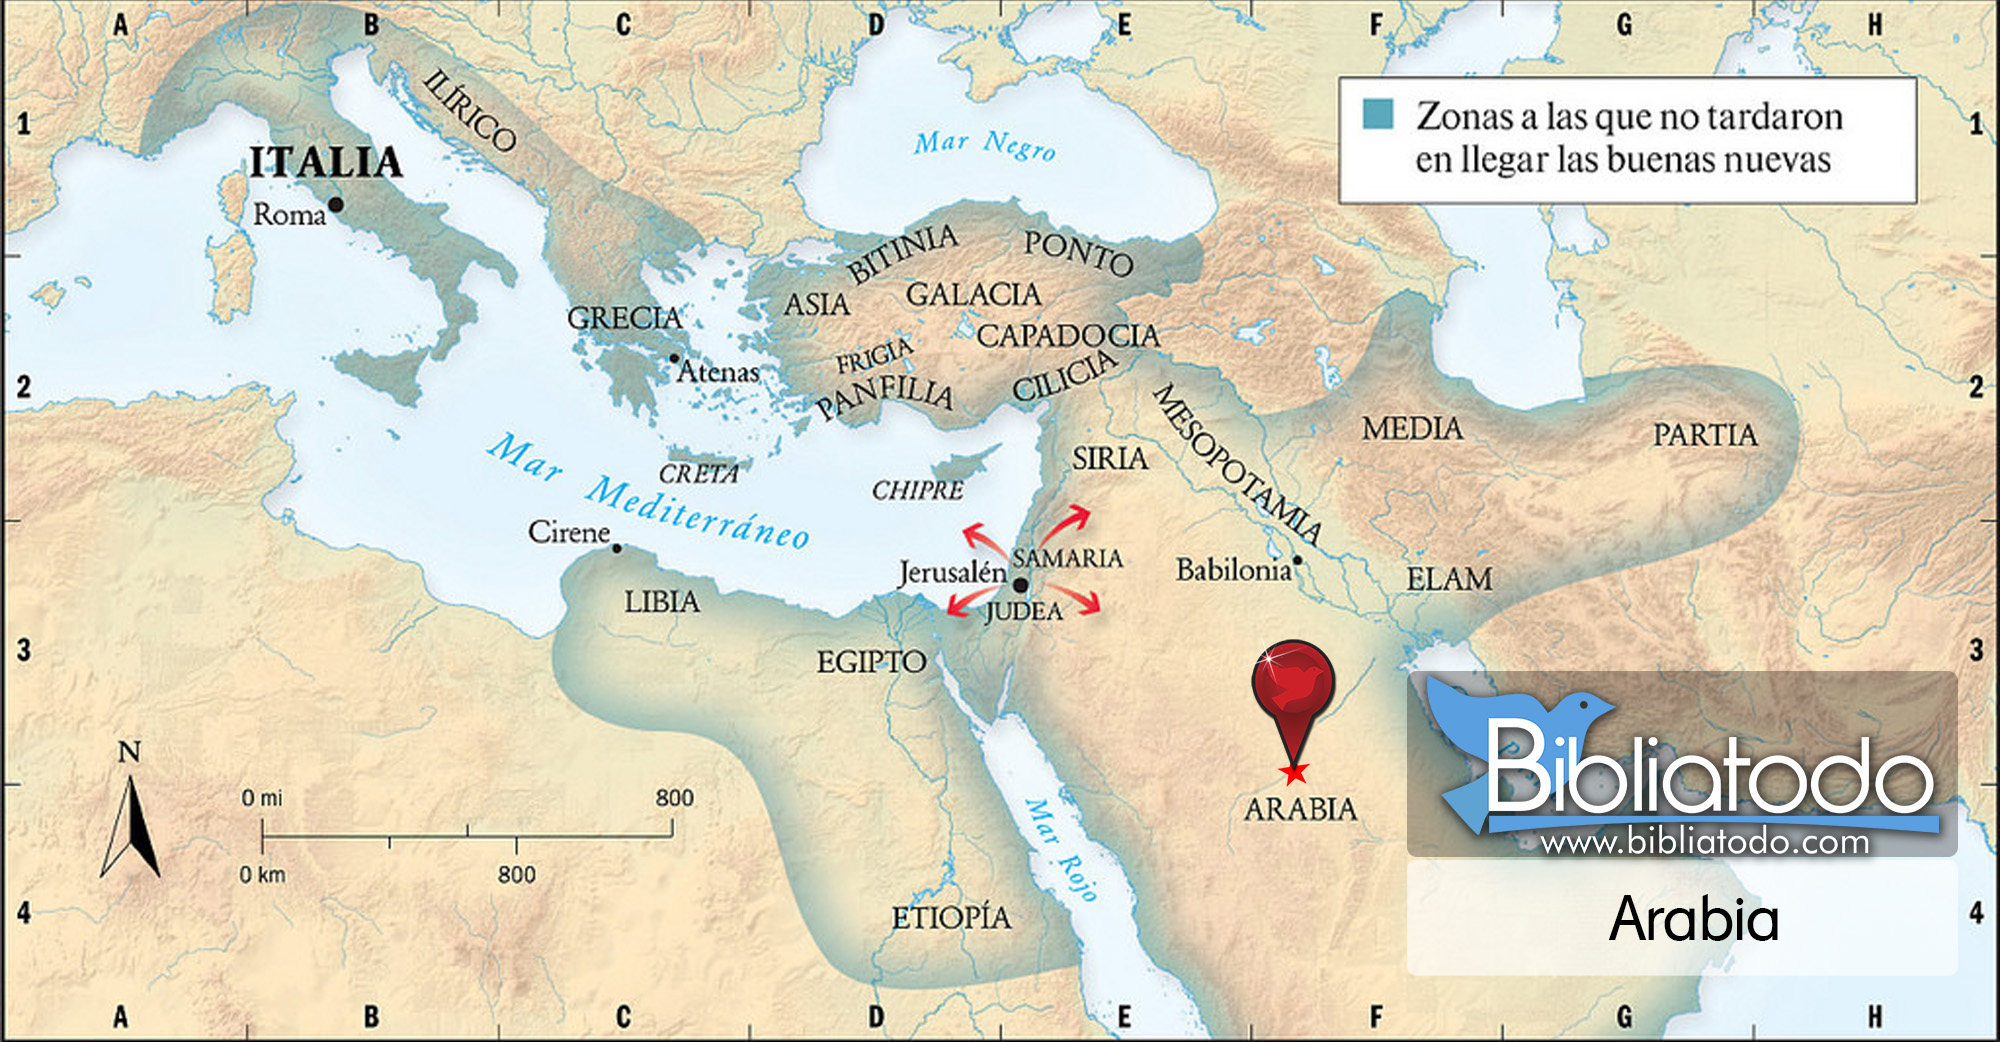 A B C D E F G H
1 1
Zonas a las que no tardaron
en llegar las buenas nuevas
ILÍRICO
Mar Negro
ITALIA
Roma
BITINIA
PONTO
ASIA
GALACIA
GRECIA
CAPADOCIA
FRIGIA
Atenas
CILICIA
PANFILIA
2 2
MESOPOTAMIA
MEDIA
PARTIA
SIRIA
CRETA
CHIPRE
Mar Mediterráneo
Cirene
SAMARIA
Jerusalén
Babilonia
ELAM
LIBIA
JUDEA
3 3
EGIPTO
N
0 mi 800
0 km 800
Mar Rojo
ARABIA
Bibliatodo
www.bibliatodo.com
Arabia
4 4
ETIOPÍA
A B C D E F G H